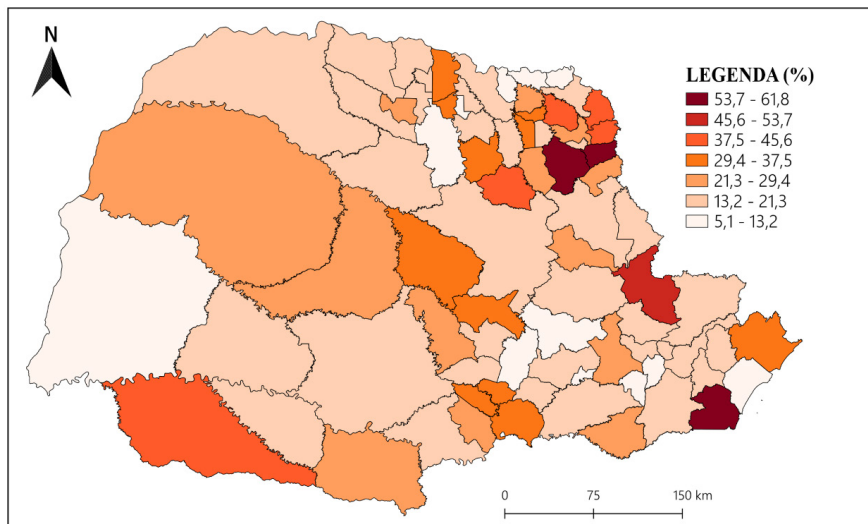 N
LEGENDA (%)
53,7 - 61,8
45,6 - 53,7
37,5 - 45,6
29,4 - 37,5
21,3 - 29,4
13,2 - 21,3
5,1 - 13,2
0 75 150 km